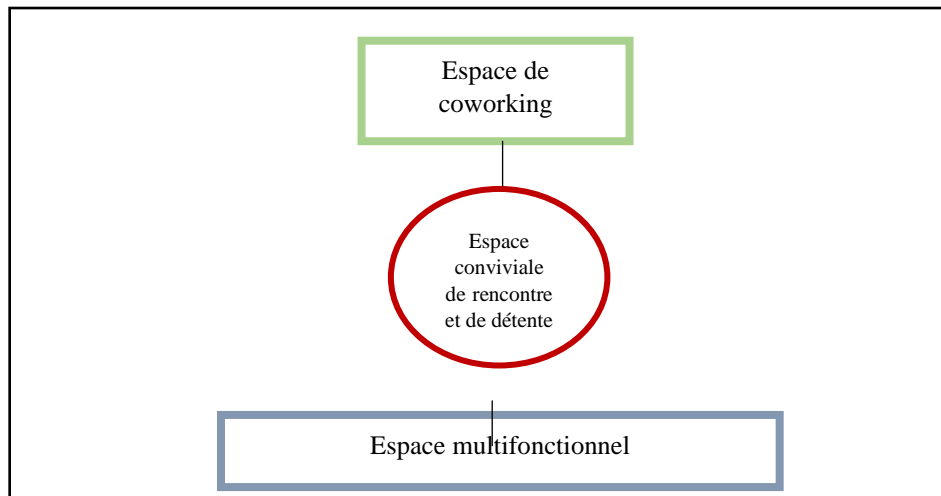 Espace de
coworking
Espace
conviviale
de rencontre
et de détente
Espace multifonctionnel